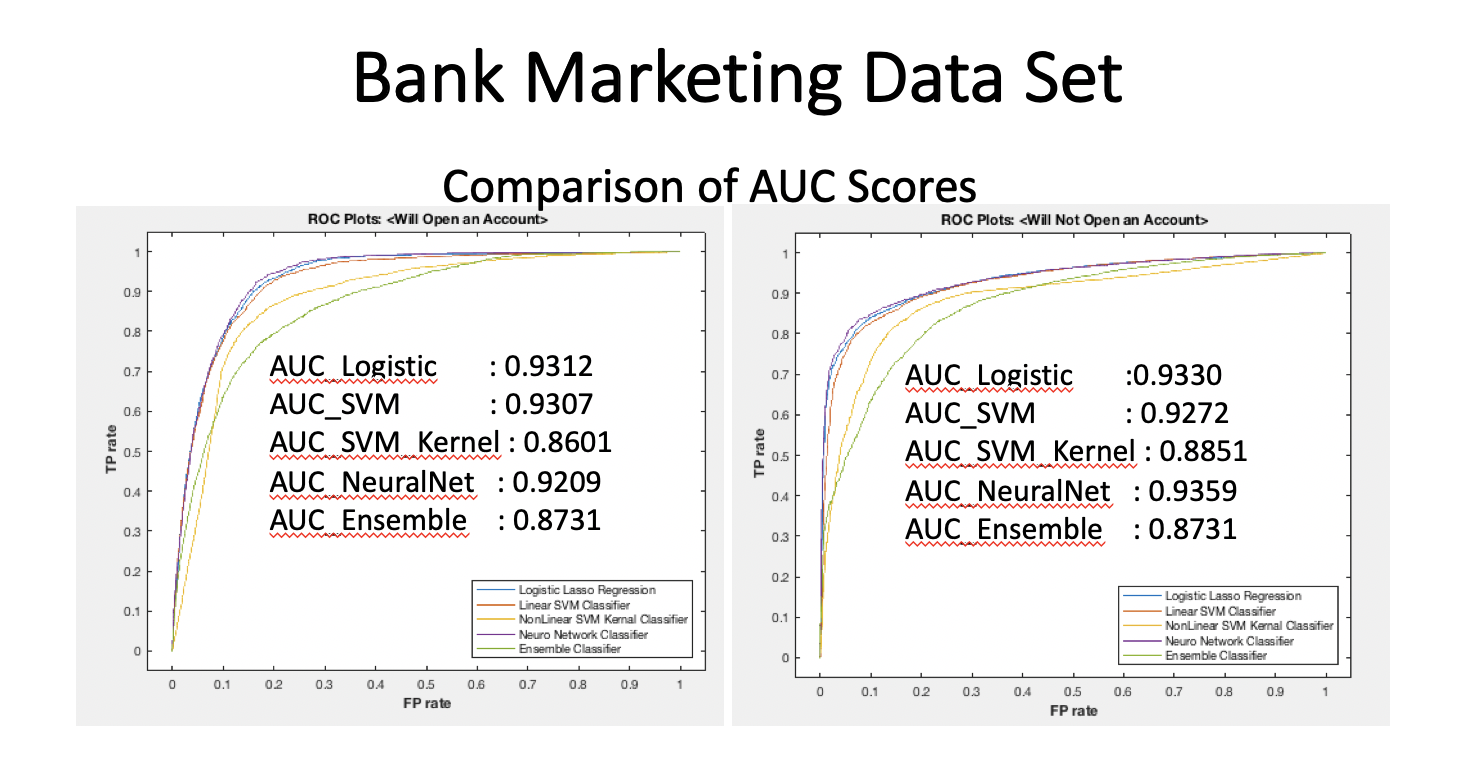 Bank Marketing Data Set
Comparison of AUC Scores
ROC Plots: <Will Open an Account>
1
0.9
0.8
0.7
0.6
0.5
0.4
0.3
0.2
0.1
0
TP rate
AUC_Logistic : 0.9312
AUC_SVM : 0.9307
AUC_SVM_Kernel : 0.8601
AUC_NeuralNet : 0.9209
AUC_Ensemble : 0.8731
Logistic Lasso Regression
Linear SVM Classifier
NonLinear SVM Kernal Classifier
Neuro Network Classifier
Ensemble Classifier
0 0.1 0.2 0.3 0.4 0.5 0.6 0.7 0.8 0.9 1
FP rate
ROC Plots: <Will Not Open an Account>
1
0.9
0.8
0.7
0.6
0.5
0.4
0.3
0.2
0.1
0
TP rate
AUC_Logistic :0.9330
AUC_SVM : 0.9272
AUC_SVM_Kernel : 0.8851
AUC_NeuralNet : 0.9359
AUC_Ensemble : 0.8731
Logistic Lasso Regression
Linear SVM Classifier
NonLinear SVM Kernal Classifier
Neuro Network Classifier
Ensemble Classifier
0 0.1 0.2 0.3 0.4 0.5 0.6 0.7 0.8 0.9 1
FP rate